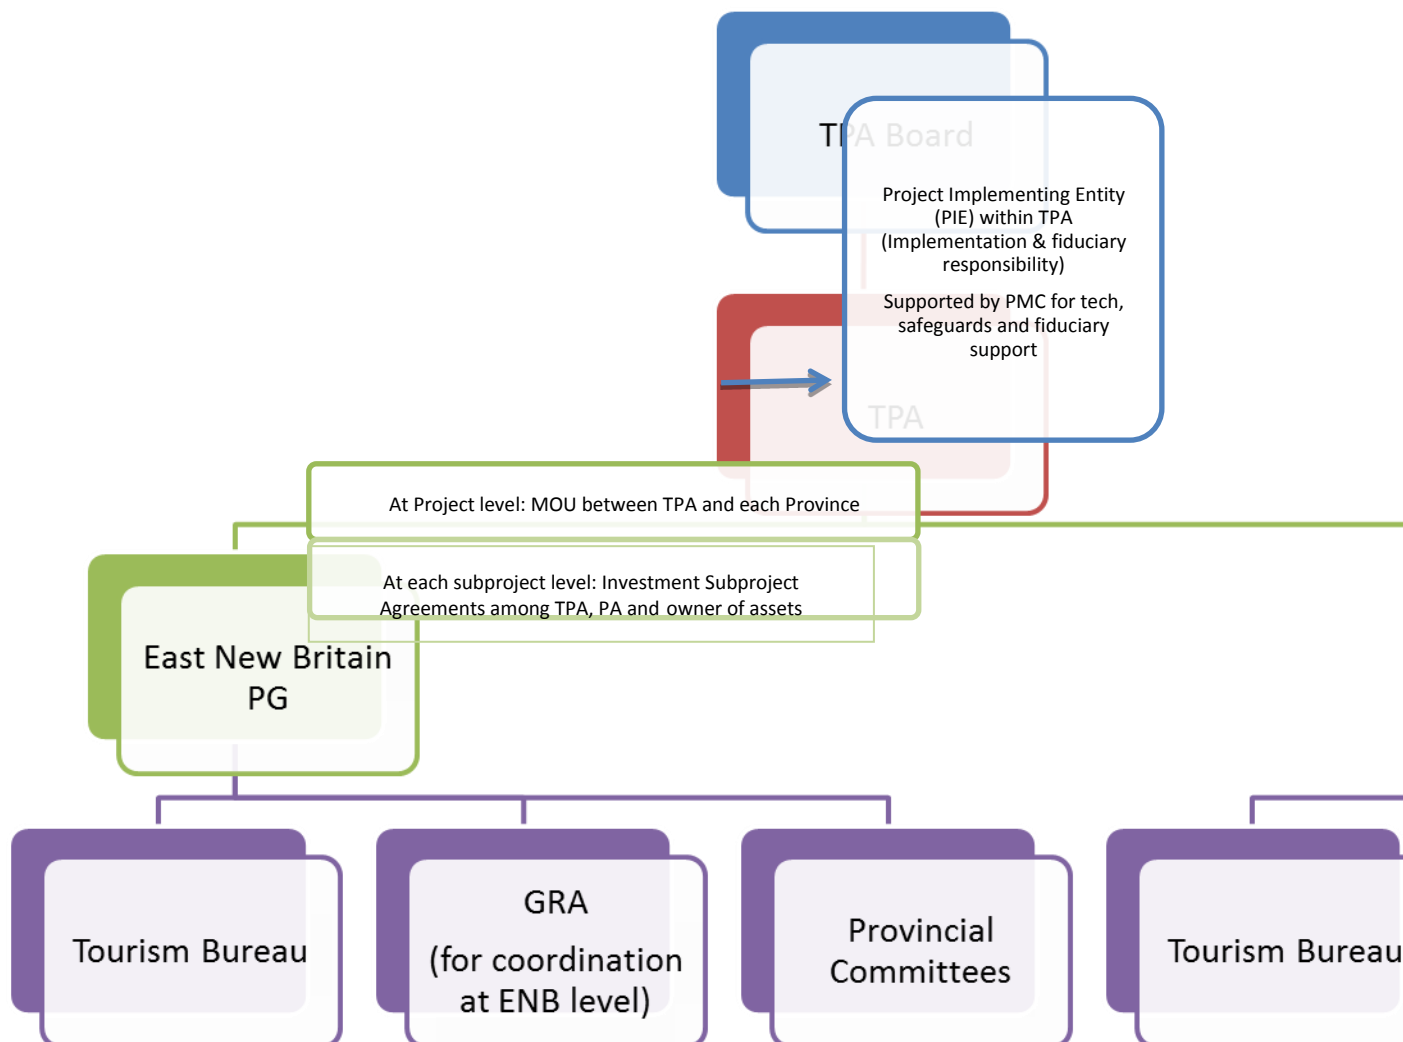 TPA Board
Project Implementing Entity
(PIE) within TPA
(Implementation & fiduciary
responsibility)
Supported by PMC for tech,
safeguards and fiduciary
support
TPA
At Project level: MOU between TPA and each Province
At each subproject level: Investment Subproject
Agreements among TPA, PA and owner of assets
East New Britain
PG
Tourism Bureau
GRA
(for coordination
at ENB level)
Provincial
Committees
Tourism Bureau